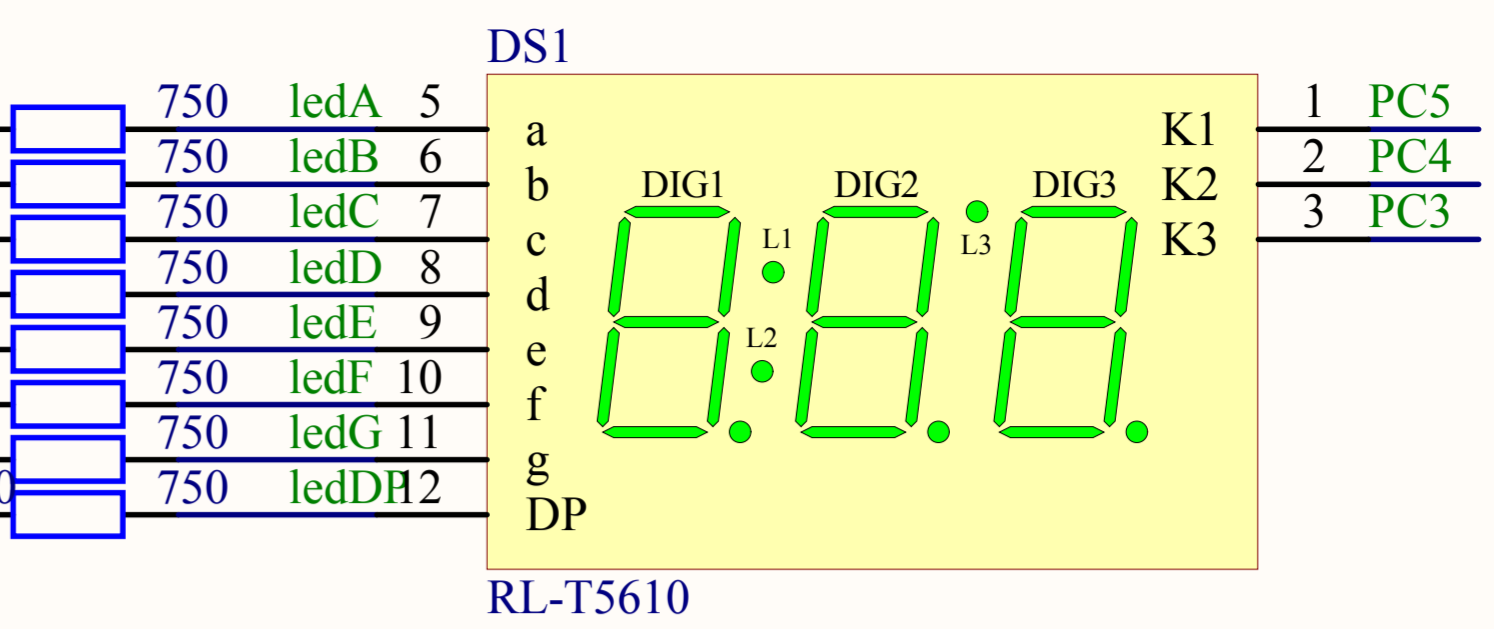 DS1
750 ledA 5 a K1 1 PC5
750 ledB 6 b DIG1 DIG2 DIG3 K2 2 PC4
750 ledC 7 c L1 L3 K3 3 PC3
750 ledD 8 d
750 ledE 9 e L2
750 ledF 10 f
750 ledG 11 g
0 750 ledDP 12 DP
RL-T5610